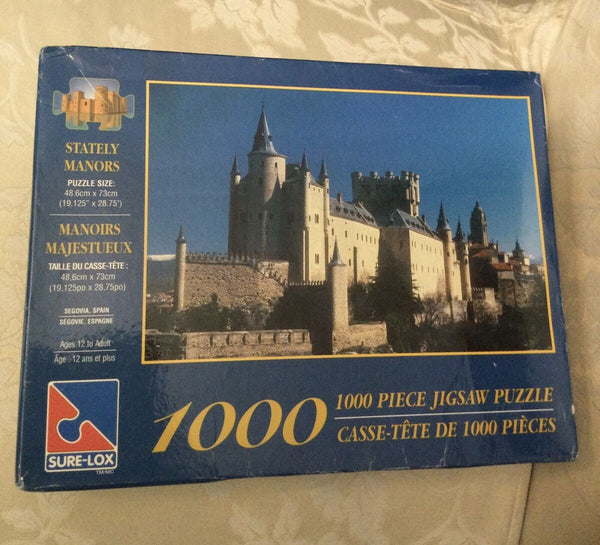 STATELY
MANORS
PUZZLE SIZE:
48.6cm x 73cm
(19.125" x 28.75")
MANOIRS
MAJESTUEUX
TAILLE DU CASSE-TÊTE :
48.6cm x 73cm
(19,125po x 28.75po)
SEGOVIA, SPAIN
SÉGOVIE, ESPAGNE
Ages 12 to Adult
Âge : 12 ans et plus
SURE-LOX
TM/MC
1000
1000 PIECE JIGSAW PUZZLE
CASSE-TÊTE DE 1000 PIÈCES